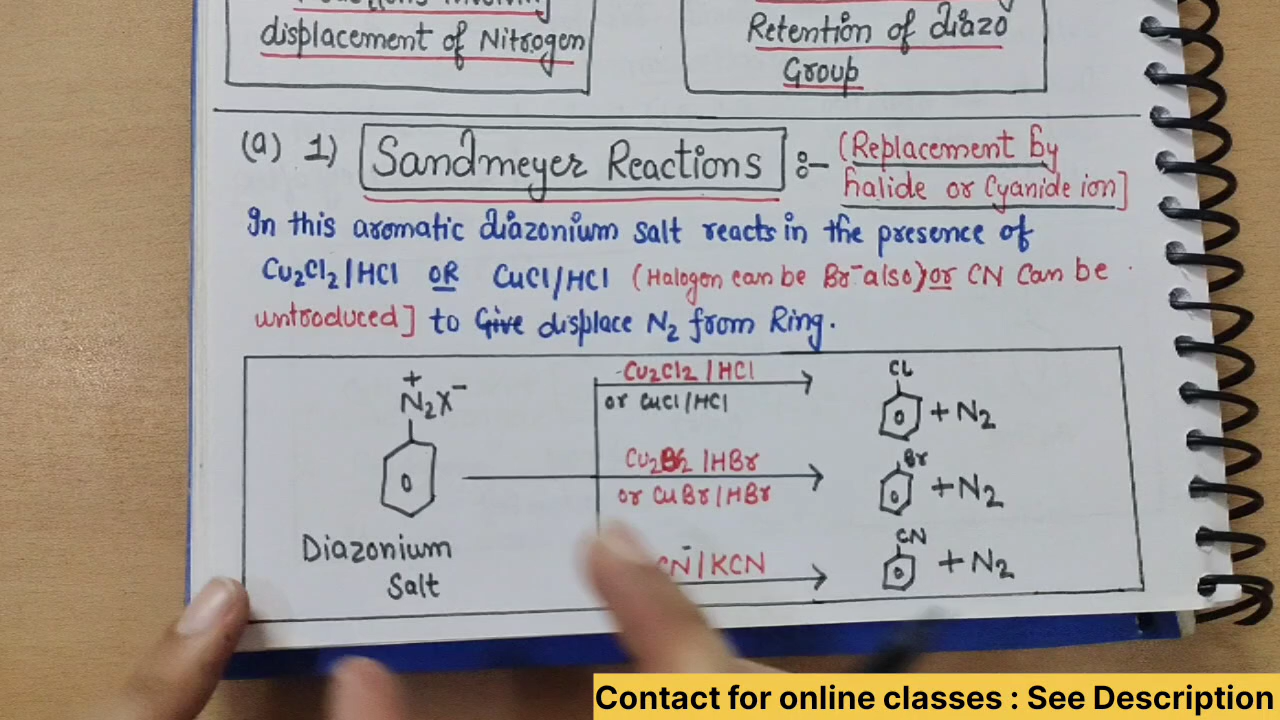 displacement of Nitrogen
Retention of diazo
Group
(a) 1) Sandmeyer Reactions :- (Replacement by
halide or Cyanide ion]
In this aromatic diazonium salt reacts in the presence of
Cu2Cl2/HCl OR CuCl/HCl (Halogen can be Br⁻ also) or CN Can be
untroduced] to Give displace N2 from Ring.
+
N2X⁻
Diazonium
Salt
Cu2Cl2/HCl
or CuCl/HCl
Cl
+ N2
/HBr
or CuBr/HBr
Br
+ N2
CN⁻/KCN
CN
+ N2
Contact for online classes : See Description